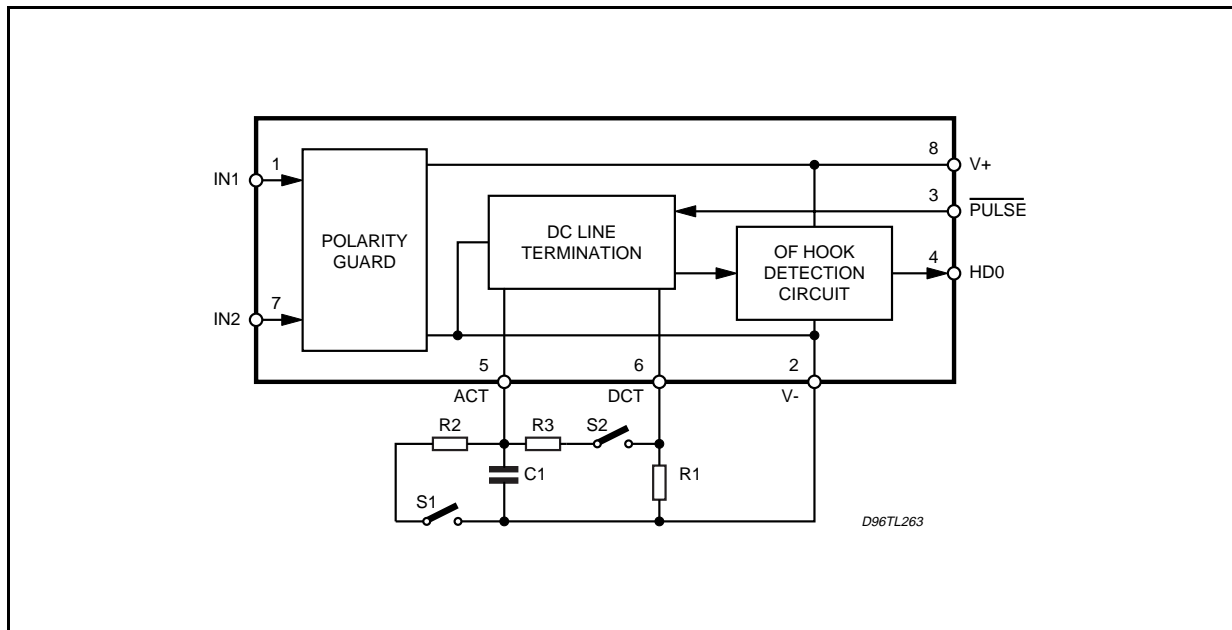 IN1
1
POLARITY
GUARD
7
IN2
DC LINE
TERMINATION
OF HOOK
DETECTION
CIRCUIT
8
V+
3
PULSE
4
HD0
5
ACT
6
DCT
2
V-
R2
R3
S2
C1
R1
S1
D96TL263